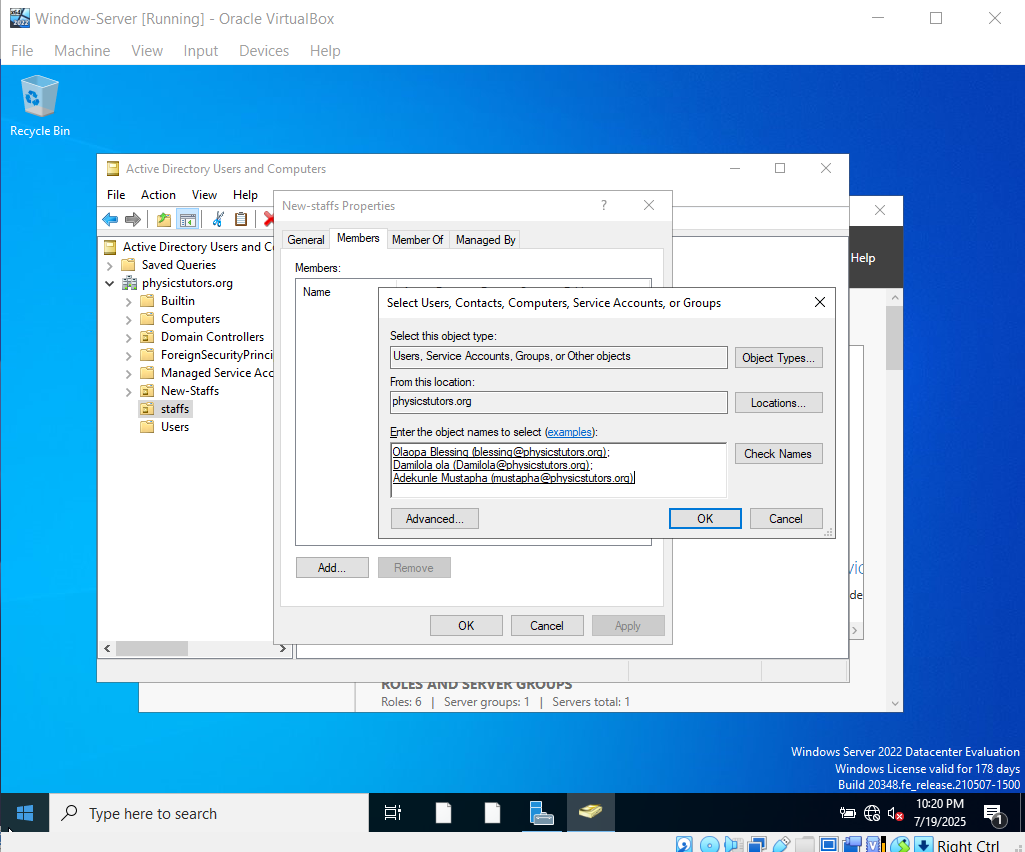 Window-Server [Running] - Oracle VirtualBox
File Machine View Input Devices Help
Recycle Bin
Active Directory Users and Computers
File Action View Help
New-staffs Properties
?
General Members Member Of Managed By
Help
Active Directory Users and C
Saved Queries
physicstutors.org
Builtin
Computers
Domain Controllers
ForeignSecurityPrinci
Managed Service Acc
New-Staffs
staffs
Users
Members:
Name
Select Users, Contacts, Computers, Service Accounts, or Groups
Select this object type:
Users, Service Accounts, Groups, or Other objects
Object Types...
From this location:
physicstutors.org
Locations...
Enter the object names to select (examples):
Olaopa Blessing (blessing@physicstutors.org);
Damilola ola (Damilola@physicstutors.org);
Adekunle Mustapha (mustapha@physicstutors.org)
Check Names
Advanced... OK Cancel
Add... Remove
OK Cancel Apply
ROLES AND SERVER GROUPS
Roles: 6 | Server groups: 1 | Servers total: 1
Windows Server 2022 Datacenter Evaluation
Windows License valid for 178 days
Build 20348.fe_release.210507-1500
Type here to search
10:20 PM
7/19/2025
1
Right Ctrl